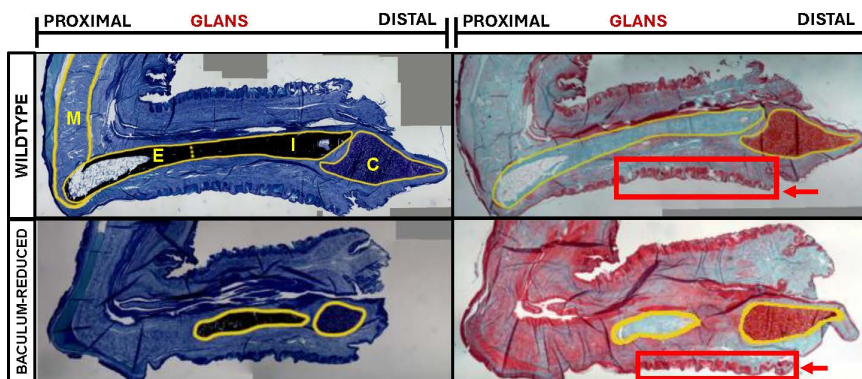 PROXIMAL GLANS DISTAL
PROXIMAL GLANS DISTAL
WILDTYPE
M
E
I
C
BACULUM-REDUCED